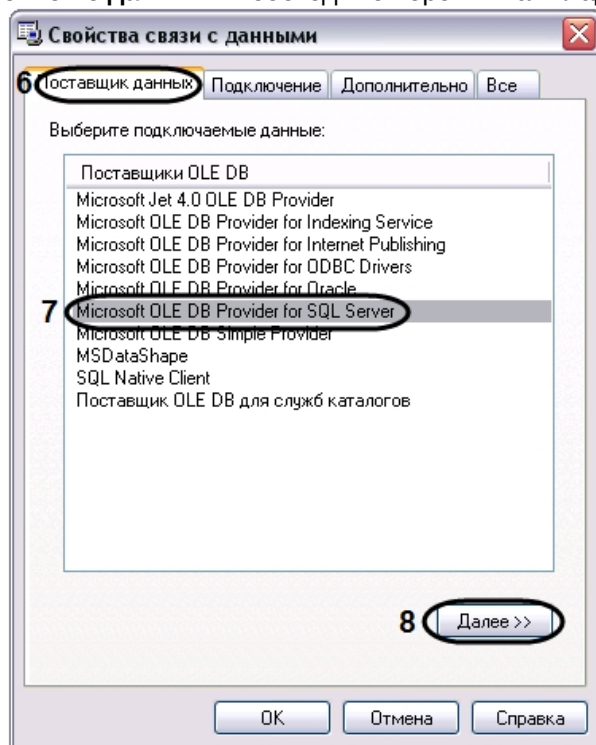 Свойства связи с данными
6 Поставщик данных Подключение Дополнительно Все
Выберите подключаемые данные:
Поставщики OLE DB
Microsoft Jet 4.0 OLE DB Provider
Microsoft OLE DB Provider for Indexing Service
Microsoft OLE DB Provider for Internet Publishing
Microsoft OLE DB Provider for ODBC Drivers
Microsoft OLE DB Provider for Oracle
7 Microsoft OLE DB Provider for SQL Server
Microsoft OLE DB Simple Provider
MSDataShape
SQL Native Client
Поставщик OLE DB для служб каталогов
8 Далее >>
OK Отмена Справка